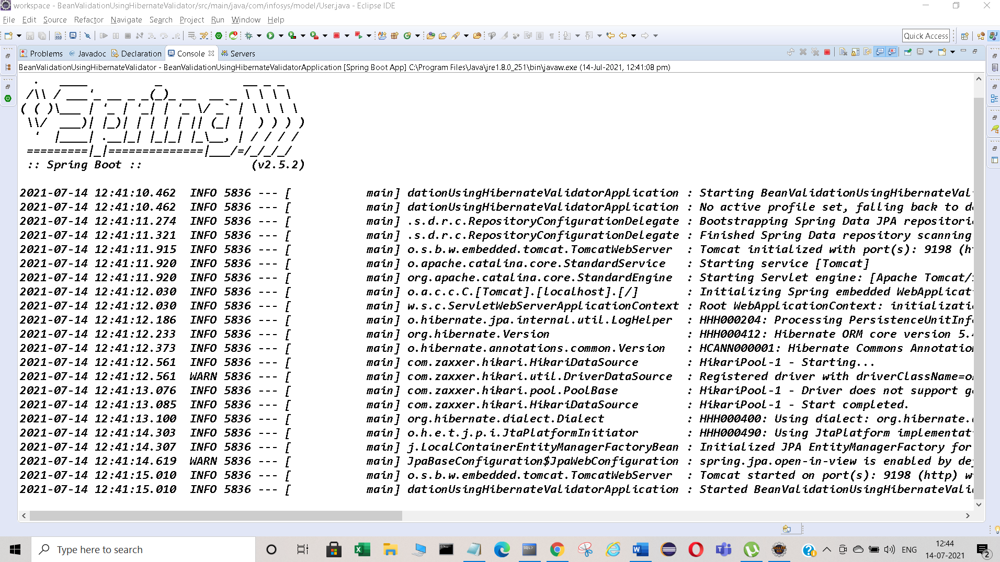 workspace - BeanValidationUsingHibernateValidator/src/main/java/com/infosys/model/User.java - Eclipse IDE
File Edit Source Refactor Navigate Search Project Run Window Help
Quick Access
Problems @ Javadoc Declaration Console Servers
BeanValidationUsingHibernateValidator - BeanValidationUsingHibernateValidatorApplication [Spring Boot App] C:\Program Files\Java\jre1.8.0_251\bin\javaw.exe (14-Jul-2021, 12:41:08 pm)
Spring
:: Spring Boot :: (v2.5.2)
2021-07-14 12:41:10.462 INFO 5836 --- [ main] dationUsingHibernateValidatorApplication : Starting BeanValidationUsingHibernateVal
2021-07-14 12:41:10.462 INFO 5836 --- [ main] dationUsingHibernateValidatorApplication : No active profile set, falling back to d
2021-07-14 12:41:11.274 INFO 5836 --- [ main] .s.d.r.c.RepositoryConfigurationDelegate : Bootstrapping Spring Data JPA repositori
2021-07-14 12:41:11.321 INFO 5836 --- [ main] .s.d.r.c.RepositoryConfigurationDelegate : Finished Spring Data repository scanning
2021-07-14 12:41:11.915 INFO 5836 --- [ main] o.s.b.w.embedded.tomcat.TomcatWebServer : Tomcat initialized with port(s): 9198 (h
2021-07-14 12:41:11.920 INFO 5836 --- [ main] o.apache.catalina.core.StandardService : Starting service [Tomcat]
2021-07-14 12:41:11.920 INFO 5836 --- [ main] org.apache.catalina.core.StandardEngine : Starting Servlet engine: [Apache Tomcat/
2021-07-14 12:41:12.030 INFO 5836 --- [ main] o.a.c.c.C.[Tomcat].[localhost].[/] : Initializing Spring embedded WebApplicat
2021-07-14 12:41:12.030 INFO 5836 --- [ main] w.s.c.ServletWebServerApplicationContext : Root WebApplicationContext: initializati
2021-07-14 12:41:12.186 INFO 5836 --- [ main] o.hibernate.jpa.internal.util.LogHelper : HHH000204: Processing PersistenceUnitInf
2021-07-14 12:41:12.233 INFO 5836 --- [ main] org.hibernate.Version : HHH000412: Hibernate ORM core version 5.
2021-07-14 12:41:12.373 INFO 5836 --- [ main] o.hibernate.annotations.common.Version : HCANN000001: Hibernate Commons Annotatio
2021-07-14 12:41:12.561 INFO 5836 --- [ main] com.zaxxer.hikari.HikariDataSource : HikariPool-1 - Starting...
2021-07-14 12:41:12.561 WARN 5836 --- [ main] com.zaxxer.hikari.util.DriverDataSource : Registered driver with driverClassName=o
2021-07-14 12:41:13.076 INFO 5836 --- [ main] com.zaxxer.hikari.pool.PoolBase : HikariPool-1 - Driver does not support g
2021-07-14 12:41:13.085 INFO 5836 --- [ main] com.zaxxer.hikari.HikariDataSource : HikariPool-1 - Start completed.
2021-07-14 12:41:13.100 INFO 5836 --- [ main] org.hibernate.dialect.Dialect : HHH000400: Using dialect: org.hibernate.
2021-07-14 12:41:14.303 INFO 5836 --- [ main] o.h.e.t.j.p.i.JtaPlatformInitiator : HHH000490: Using JtaPlatform implementat
2021-07-14 12:41:14.307 INFO 5836 --- [ main] j.LocalContainerEntityManagerFactoryBean : Initialized JPA EntityManagerFactory for
2021-07-14 12:41:14.619 WARN 5836 --- [ main] JpaBaseConfiguration$JpaWebConfiguration : spring.jpa.open-in-view is enabled by de
2021-07-14 12:41:15.010 INFO 5836 --- [ main] o.s.b.w.embedded.tomcat.TomcatWebServer : Tomcat started on port(s): 9198 (http) w
2021-07-14 12:41:15.010 INFO 5836 --- [ main] dationUsingHibernateValidatorApplication : Started BeanValidationUsingHibernateVali
Type here to search
ENG
12:44
14-07-2021
2